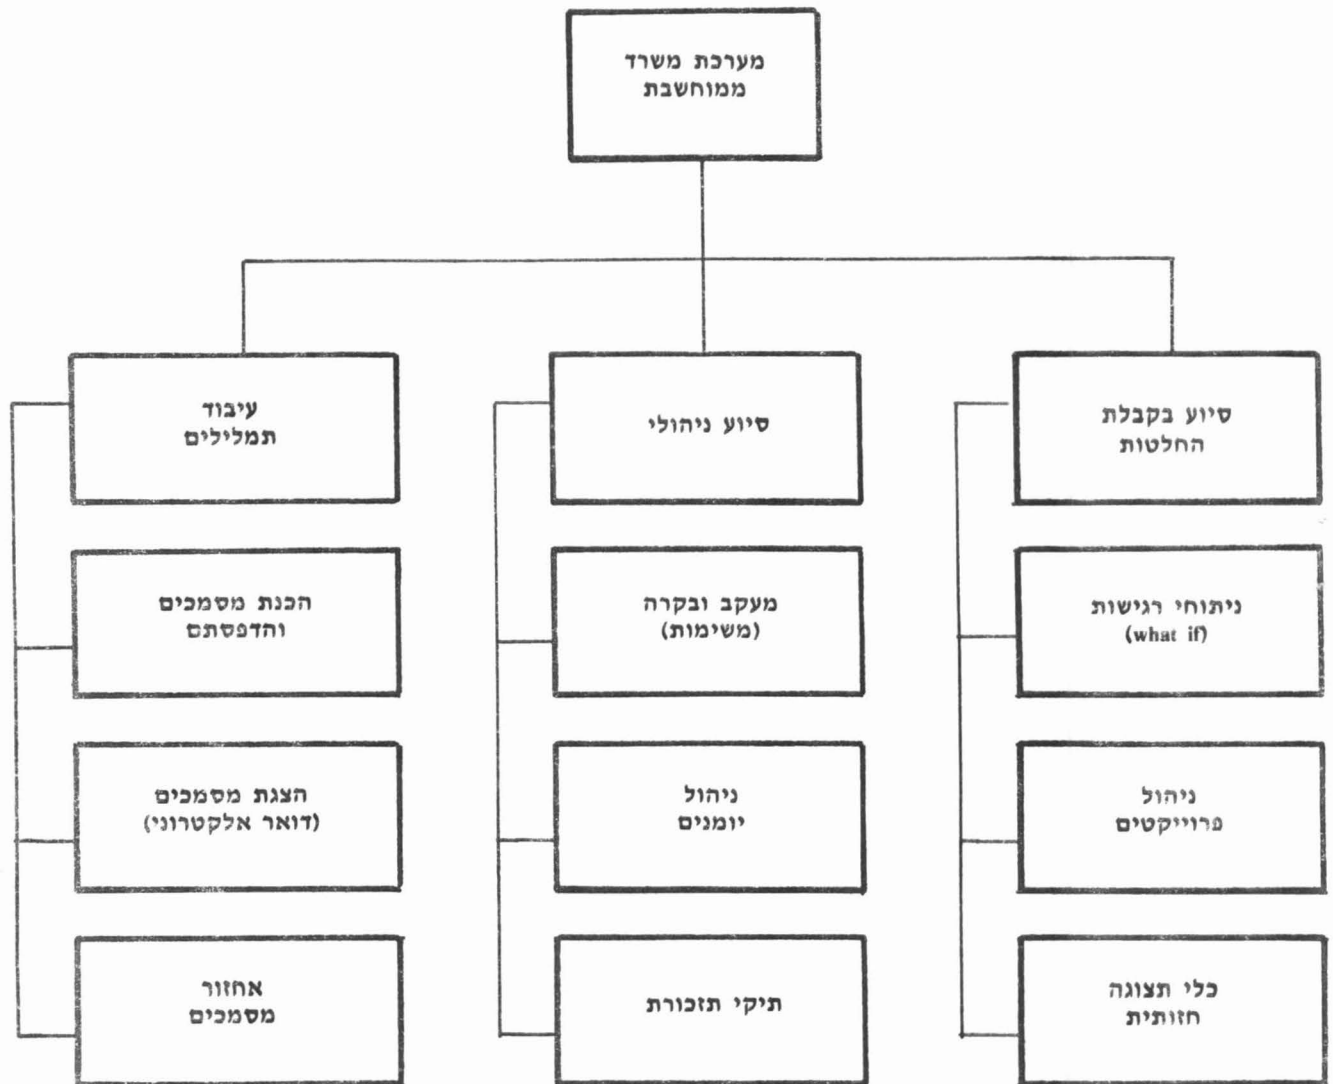 מערכת משרד
ממוחשבת
סיוע בקבלת
החלטות
ניתוחי רגישות
(what if)
ניהול
פרוייקטים
כלי תצוגה
חזותית
סיוע ניהולי
מעקב ובקרה
(משימות)
ניהול
יומנים
תיקי תזכורת
עיבוד
תמלילים
הכנת מסמכים
והדפסתם
הצגת מסמכים
(דואר אלקטרוני)
אחזור
מסמכים